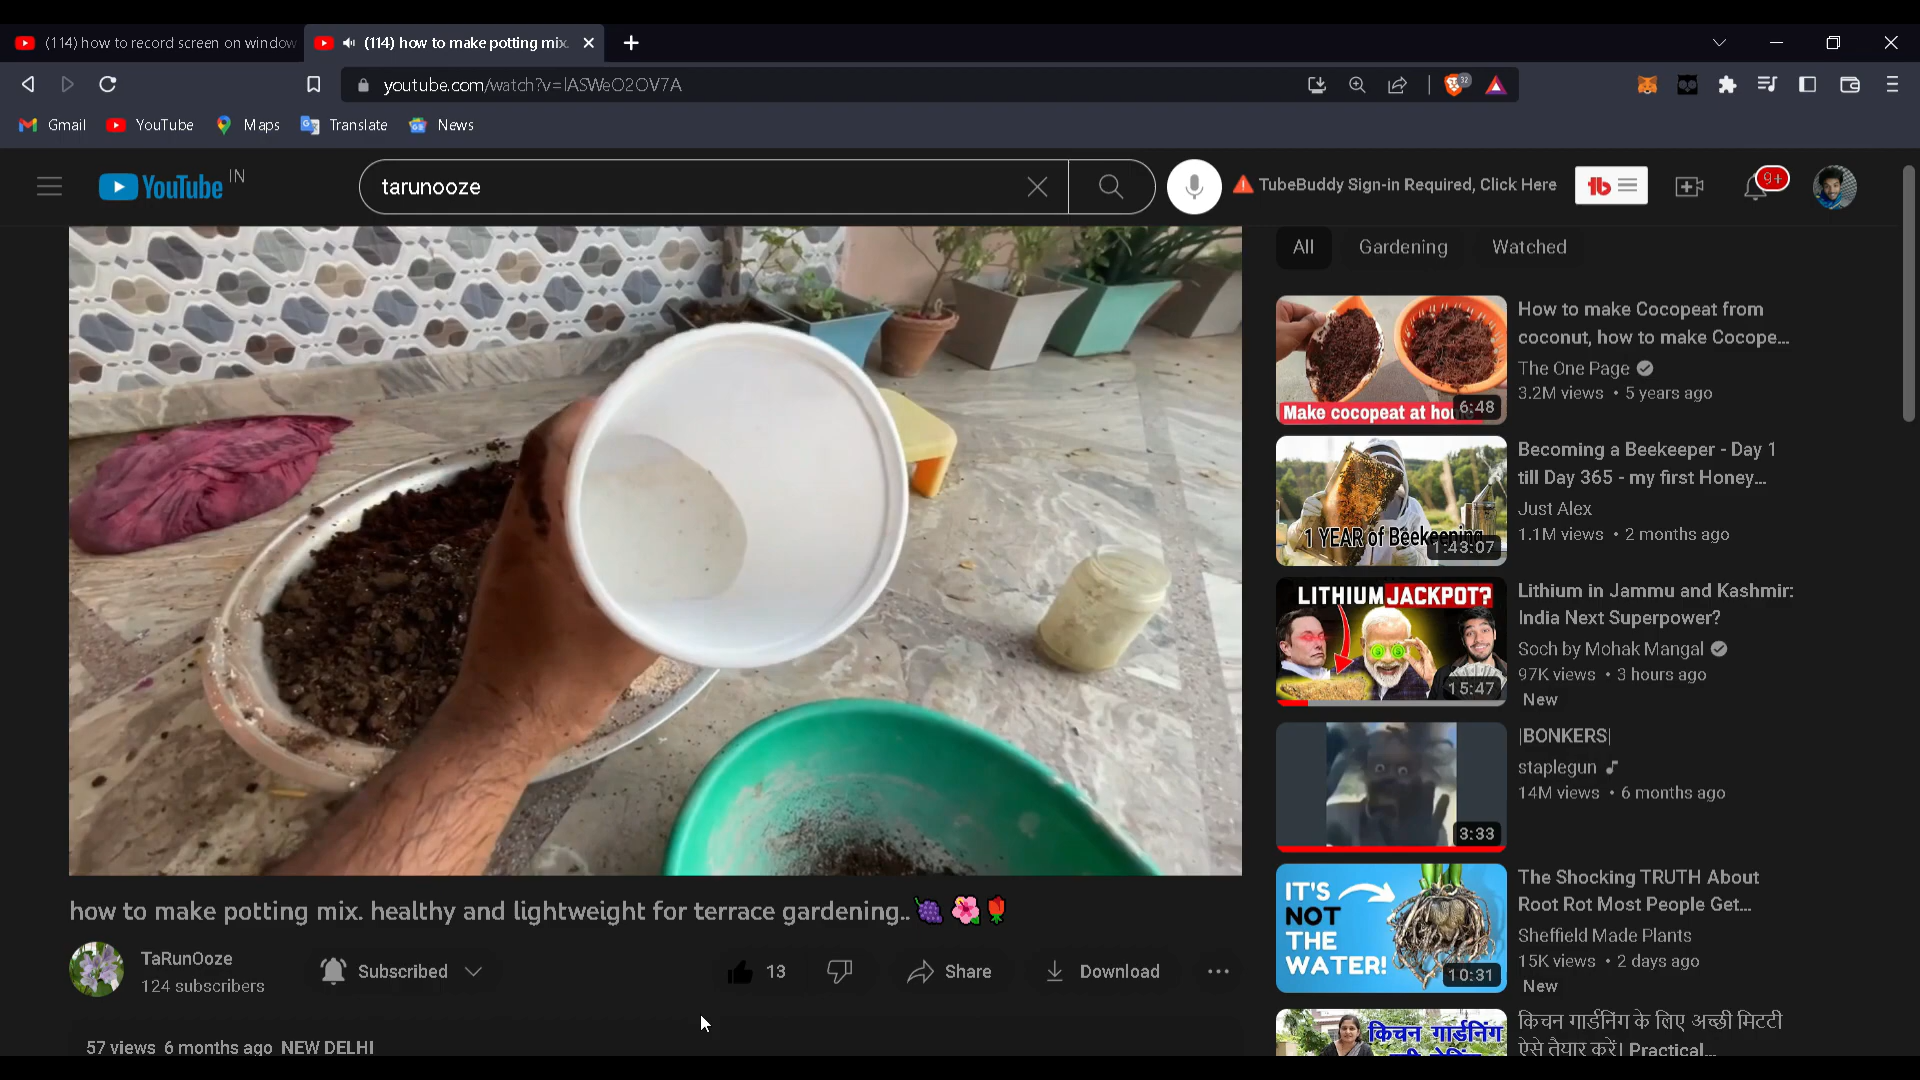 (114) how to record screen on window
(114) how to make potting mix.
youtube.com/watch?v=lASWeO2OV7A
32
Gmail
YouTube
Maps
Translate
News
YouTube IN
tarunooze
TubeBuddy Sign-in Required, Click Here
tb
9+
All
Gardening
Watched
Make cocopeat at hom
6:48
How to make Cocopeat from
coconut, how to make Cocope...
The One Page
3.2M views • 5 years ago
1 YEAR of Beekeeping
1:43:07
Becoming a Beekeeper - Day 1
till Day 365 - my first Honey...
Just Alex
1.1M views • 2 months ago
LITHIUM JACKPOT?
15:47
Lithium in Jammu and Kashmir:
India Next Superpower?
Soch by Mohak Mangal
97K views • 3 hours ago
New
3:33
|BONKERS|
staplegun
14M views • 6 months ago
IT'S
NOT
THE
WATER!
10:31
The Shocking TRUTH About
Root Rot Most People Get...
Sheffield Made Plants
15K views • 2 days ago
New
किचन गार्डनिंग
किचन गार्डनिंग के लिए अच्छी मिटटी
ऐसे तैयार करें| Practical...
how to make potting mix. healthy and lightweight for terrace gardening..🍇🌺🌹
TaRunOoze
124 subscribers
Subscribed
13
Share
Download
57 views 6 months ago NEW DELHI